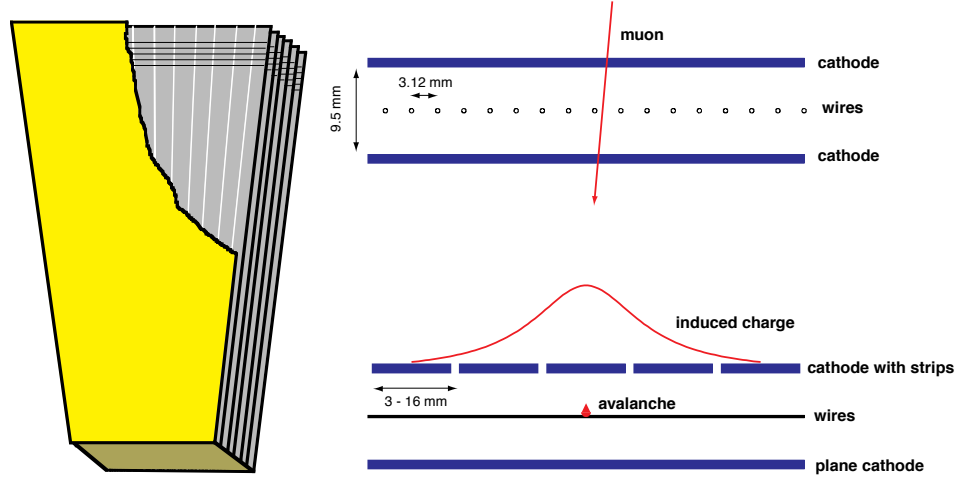 muon
cathode
3.12 mm
9.5 mm
wires
cathode
induced charge
cathode with strips
3 - 16 mm
avalanche
wires
plane cathode